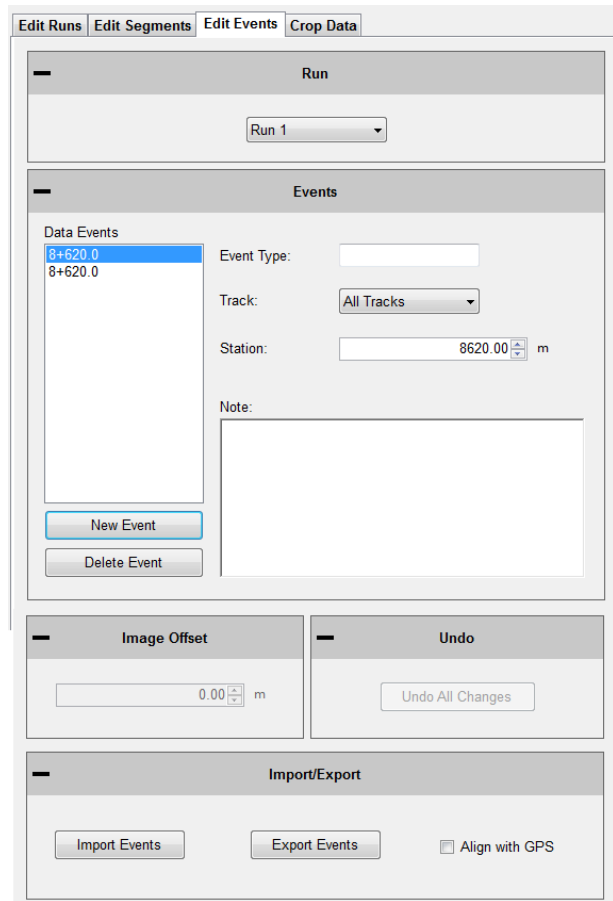 Edit Runs Edit Segments Edit Events Crop Data
Run
Run 1
Events
Data Events
8+620.0
8+620.0
Event Type:
Track: All Tracks
Station: 8620.00 m
Note:
New Event
Delete Event
Image Offset
0.00 m
Undo
Undo All Changes
Import/Export
Import Events Export Events Align with GPS